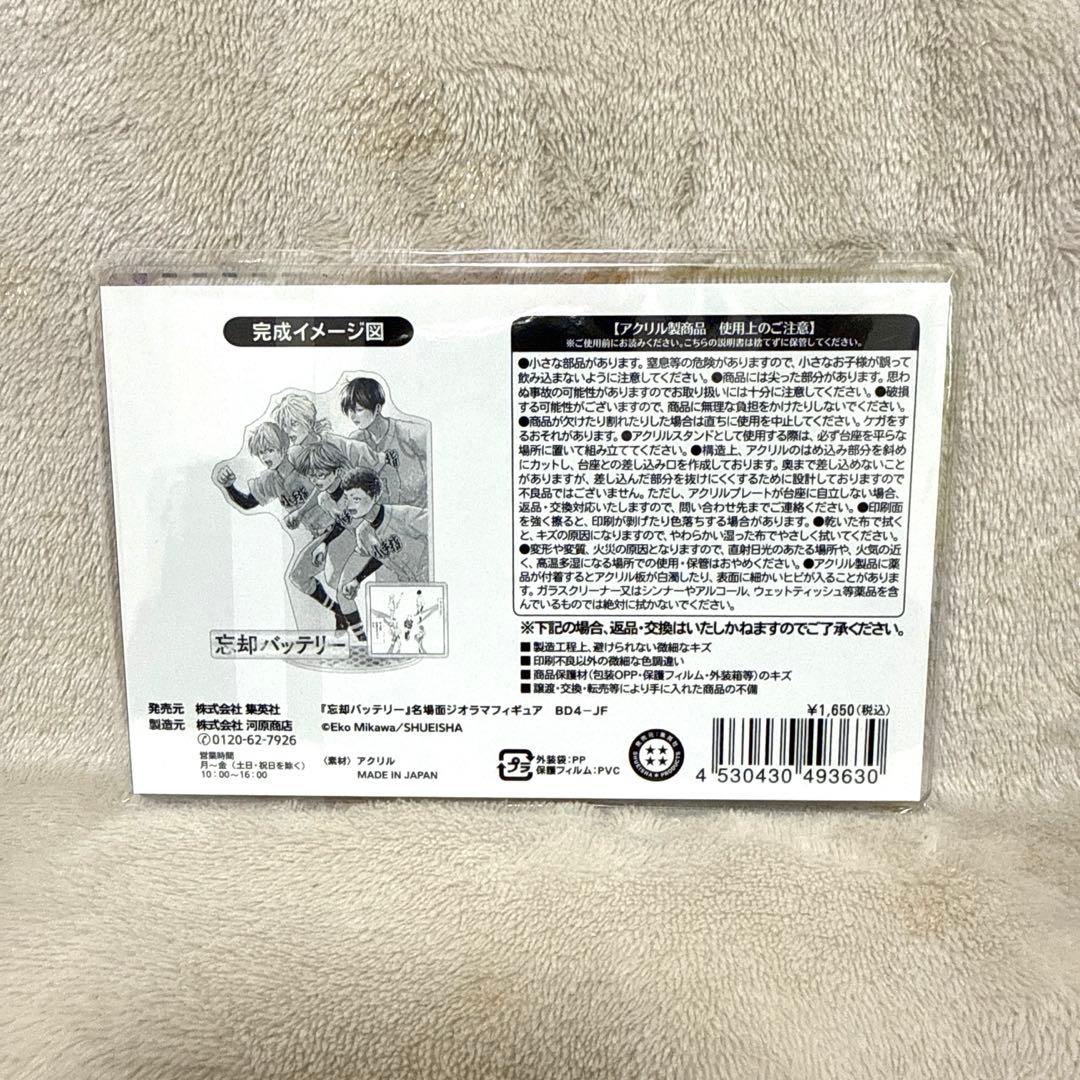 完成イメージ図
小手指
忘却バッテリー
【アクリル製商品 使用上のご注意】
※ご使用前にお読みください。こちらの説明書は捨てずに保管してください。
●小さな部品があります。窒息等の危険がありますので、小さなお子様が誤って
飲み込まないように注意してください。●商品には尖った部分があります。思わ
ぬ事故の可能性がありますのでお取り扱いには十分に注意してください。●破損
する可能性がございますので、商品に無理な負担をかけたりしないでください。
●商品が欠けたり割れたりした場合は直ちに使用を中止してください。ケガをす
るおそれがあります。●アクリルスタンドとして使用する際は、必ず台座を平らな
場所に置いて組み立ててください。●構造上、アクリルのはめ込み部分を斜め
にカットし、台座との差し込み口を作成しております。奥まで差し込めないこと
がありますが、差し込んだ部分を抜けにくくするために設計しておりますので
不良品ではございません。ただし、アクリルプレートが台座に自立しない場合、
返品・交換対応いたしますので、問い合わせ先までご連絡ください。●印刷面
を強く擦ると、印刷が剥げたり色落ちする場合があります。●乾いた布で拭く
と、キズの原因になりますので、やわらかい湿った布でやさしく拭いてください。
●変形や変質、火災の原因となりますので、直射日光のあたる場所や、火気の近
く、高温多湿になる場所での使用・保管はおやめください。●アクリル製品に薬
品が付着するとアクリル板が白濁したり、表面に細かいヒビが入ることがありま
す。ガラスクリーナー又はシンナーやアルコール、ウェットティッシュ等薬品を含
んでいるものでは絶対に拭かないでください。
※下記の場合、返品・交換はいたしかねますのでご了承ください。
■製造工程上、避けられない微細なキズ
■印刷不良以外の微細な色調違い
■商品保護材(包装OPP・保護フィルム・外装箱等)のキズ
■譲渡・交換・転売等により手に入れた商品の不備
発売元 株式会社 集英社
製造元 株式会社 河原商店
✆0120-62-7926
営業時間
月〜金(土日・祝日を除く)
10:00〜16:00
『忘却バッテリー』名場面ジオラマフィギュア BD4-JF
©Eko Mikawa/SHUEISHA
〈素材〉アクリル
MADE IN JAPAN
プラ
外装袋:PP
保護フィルム:PVC
発売元:集英社
SHUEISHA PRODUCTS
¥1,650(税込)
4 530430 493630